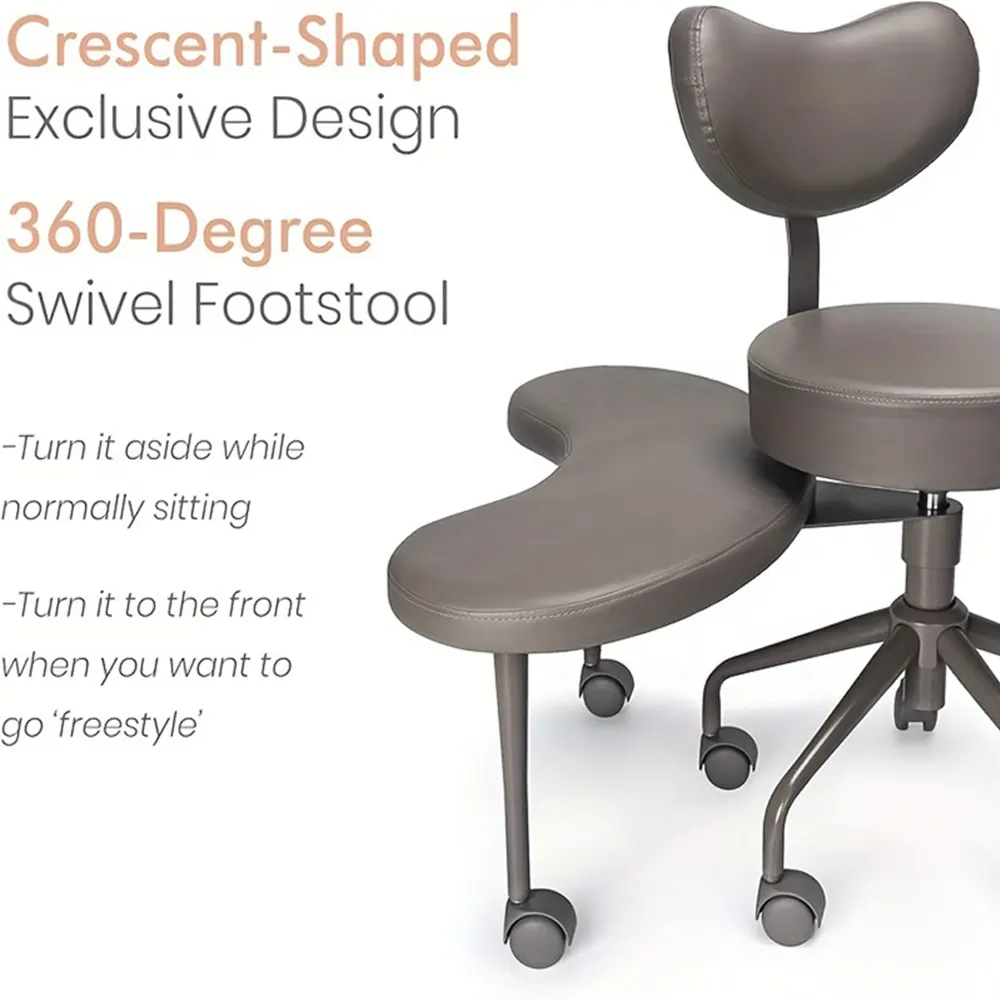 Crescent-Shaped
Exclusive Design
360-Degree
Swivel Footstool
-Turn it aside while
normally sitting
-Turn it to the front
when you want to
go ‘freestyle’